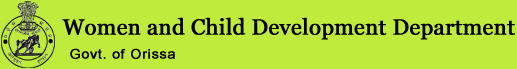 Women and Child Development Department
Govt. of Orissa